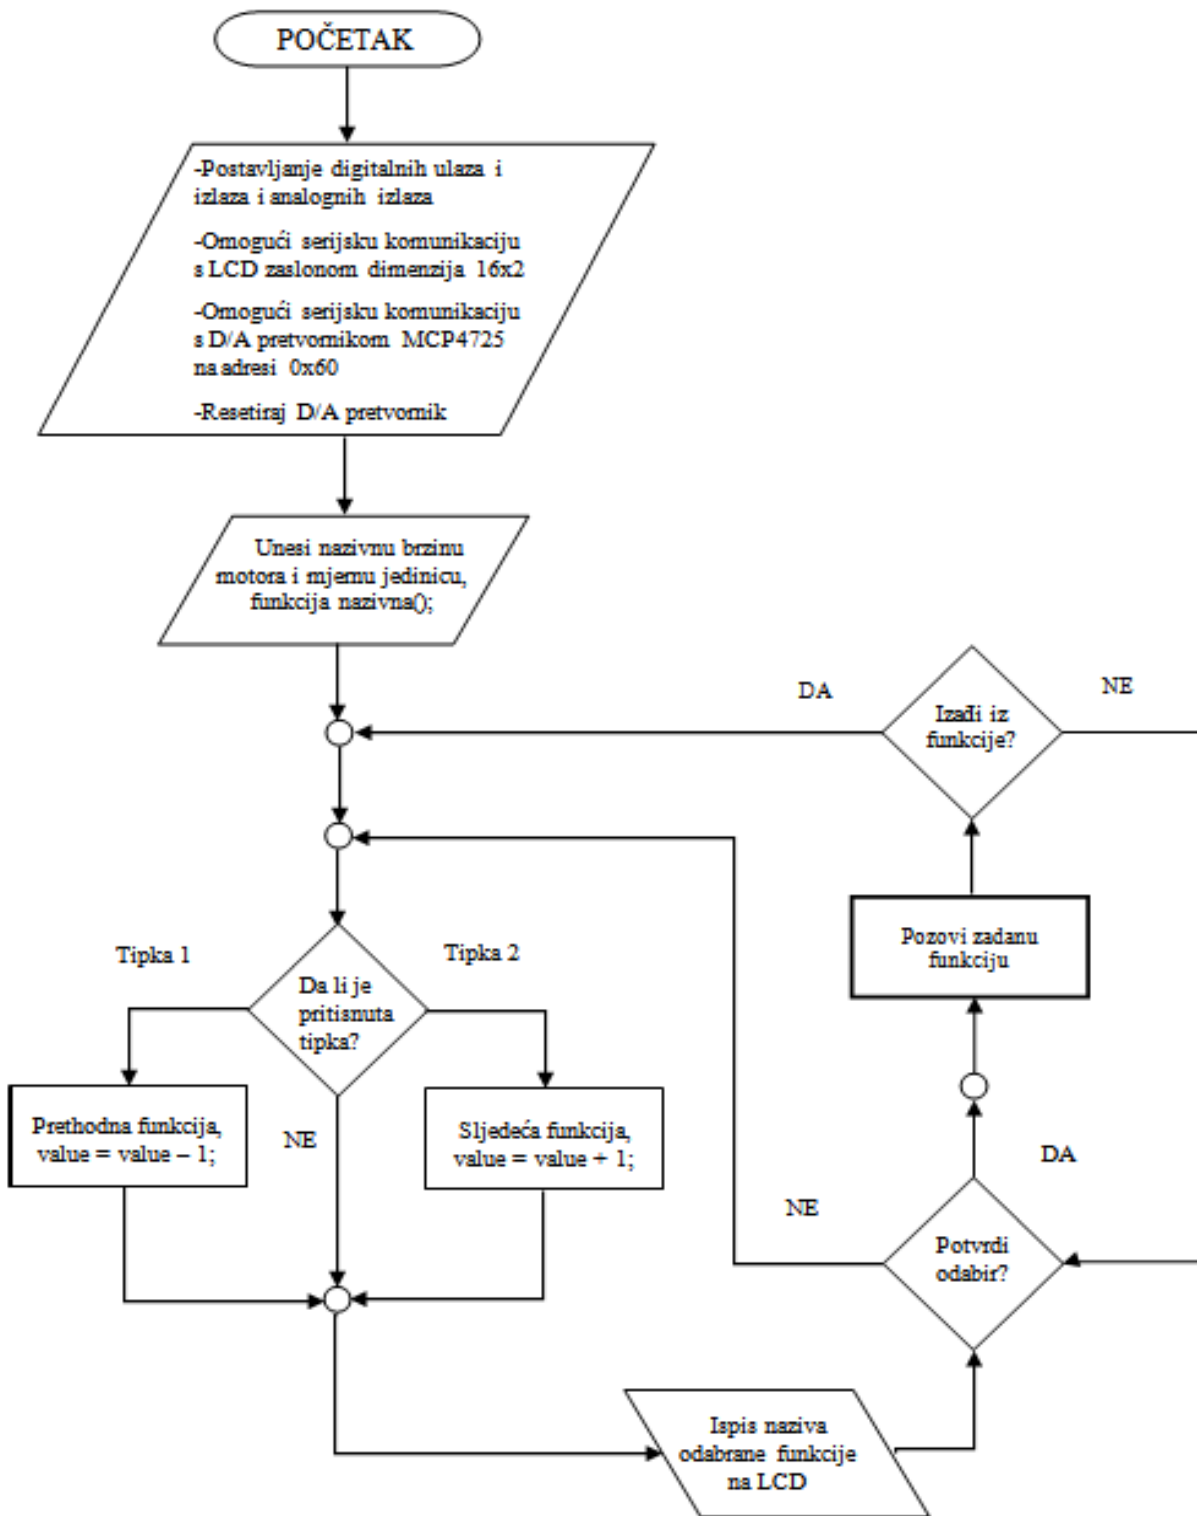 POČETAK
-Postavljanje digitalnih ulaza i
izlaza i analognih izlaza
-Omogući serijsku komunikaciju
s LCD zaslonom dimenzija 16x2
-Omogući serijsku komunikaciju
s D/A pretvornikom MCP4725
na adresi 0x60
-Resetiraj D/A pretvornik
Unesi nazivnu brzinu
motora i mjernu jedinicu,
funkcija nazivna();
DA
NE
Izađi iz
funkcije?
Pozovi zadanu
funkciju
Tipka 1
Tipka 2
Da li je
pritisnuta
tipka?
Prethodna funkcija,
value = value – 1;
NE
Sljedeća funkcija,
value = value + 1;
DA
NE
Potvrdi
odabir?
Ispis naziva
odabrane funkcije
na LCD